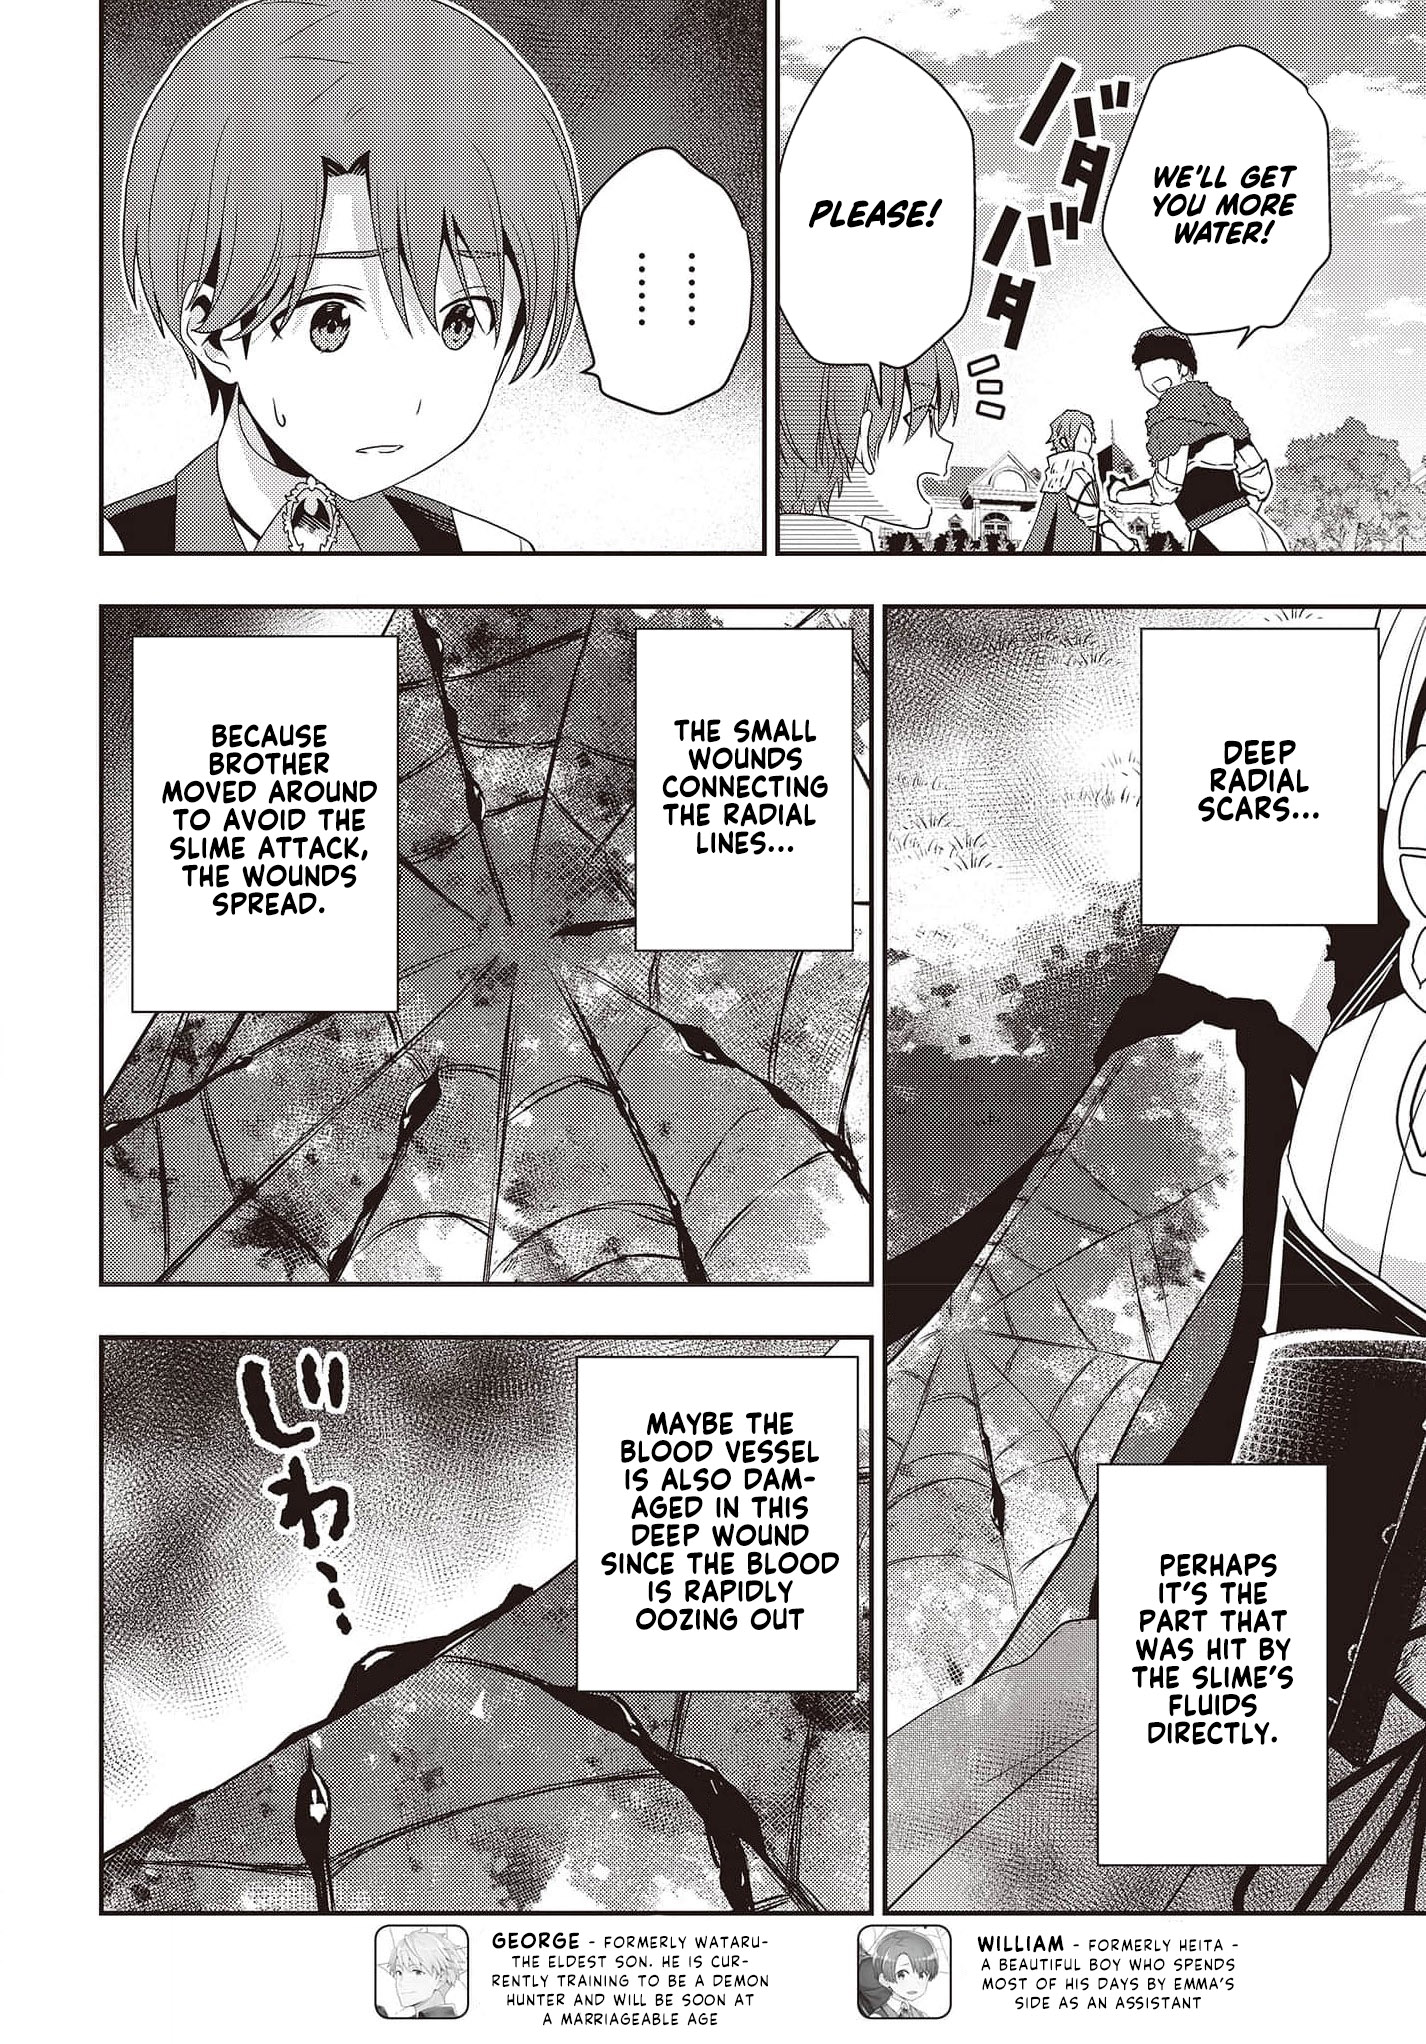 WE'LL GET
YOU MORE
WATER!
バタ
バタ
PLEASE!
……
……
DEEP
RADIAL
SCARS...
PERHAPS
IT'S THE
PART THAT
WAS HIT BY
THE SLIME'S
FLUIDS
DIRECTLY.
THE SMALL
WOUNDS
CONNECTING
THE RADIAL
LINES...
BECAUSE
BROTHER
MOVED AROUND
TO AVOID THE
SLIME ATTACK,
THE WOUNDS
SPREAD.
MAYBE THE
BLOOD VESSEL
IS ALSO DAM-
AGED IN THIS
DEEP WOUND
SINCE THE BLOOD
IS RAPIDLY
OOZING OUT
じわ…
GEORGE - FORMERLY WATARU-
THE ELDEST SON. HE IS CUR-
RENTLY TRAINING TO BE A DEMON
HUNTER AND WILL BE SOON AT
A MARRIAGEABLE AGE
WILLIAM - FORMERLY HEITA -
A BEAUTIFUL BOY WHO SPENDS
MOST OF HIS DAYS BY EMMA'S
SIDE AS AN ASSISTANT